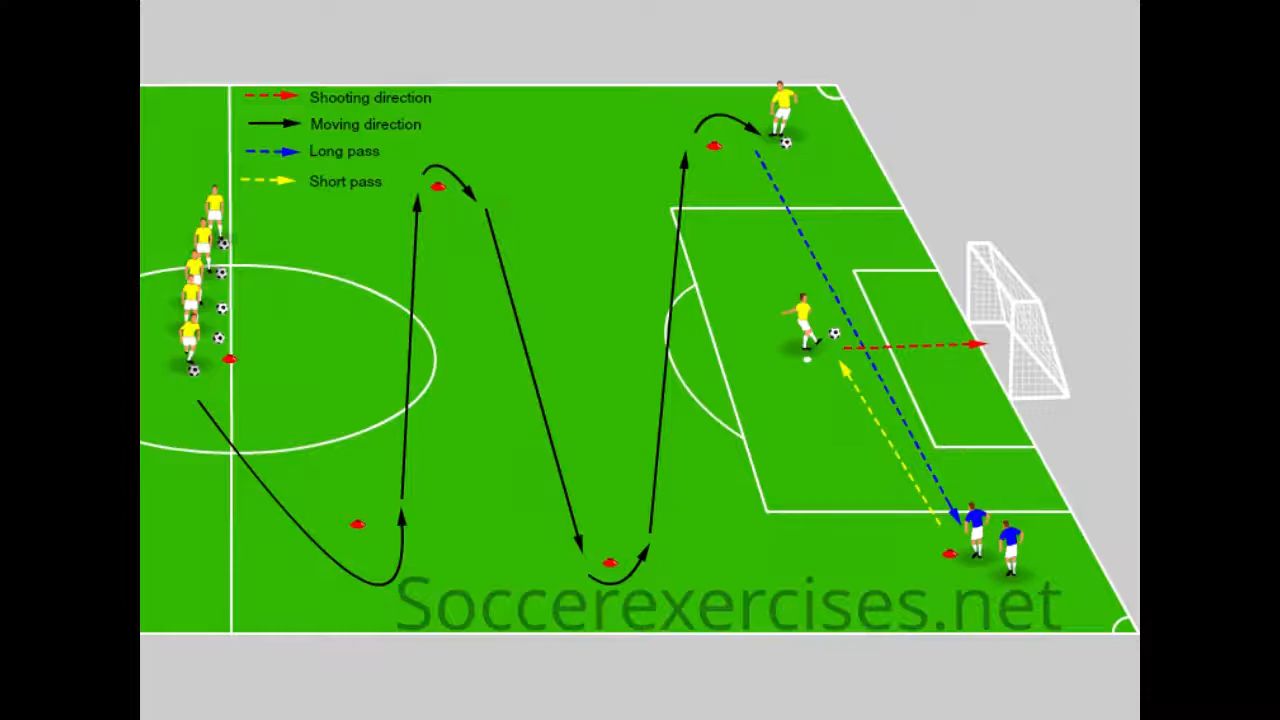 Shooting direction
Moving direction
Long pass
Short pass
Soccerexercises.net